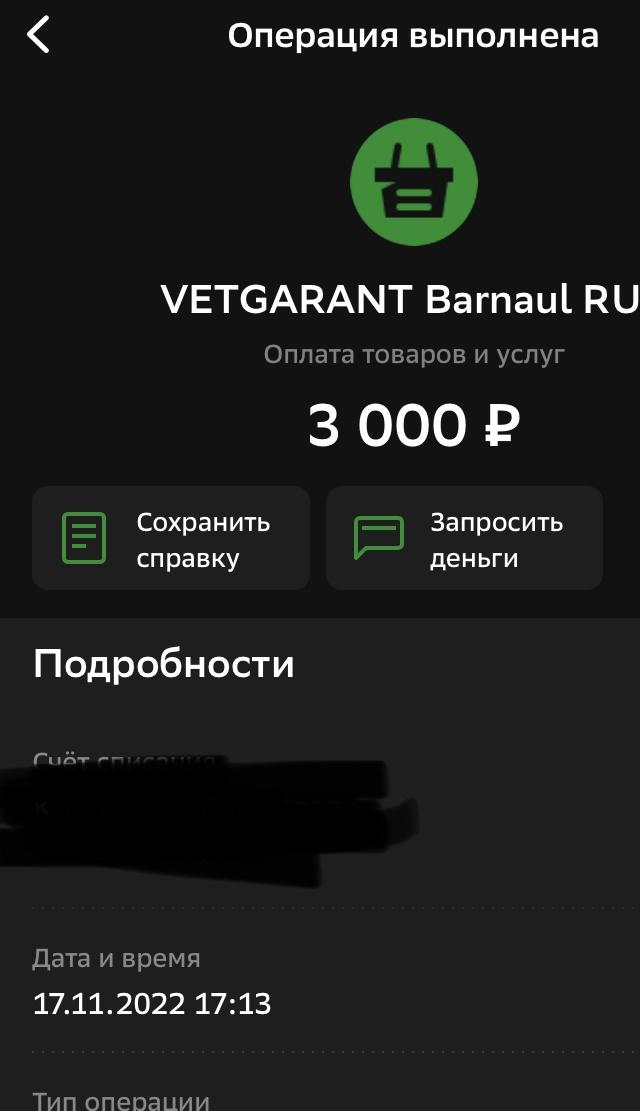 Операция выполнена
VETGARANT Barnaul RU
Оплата товаров и услуг
3 000 ₽
Сохранить
справку
Запросить
деньги
Подробности
Счёт списания
Дата и время
17.11.2022 17:13
Тип операции